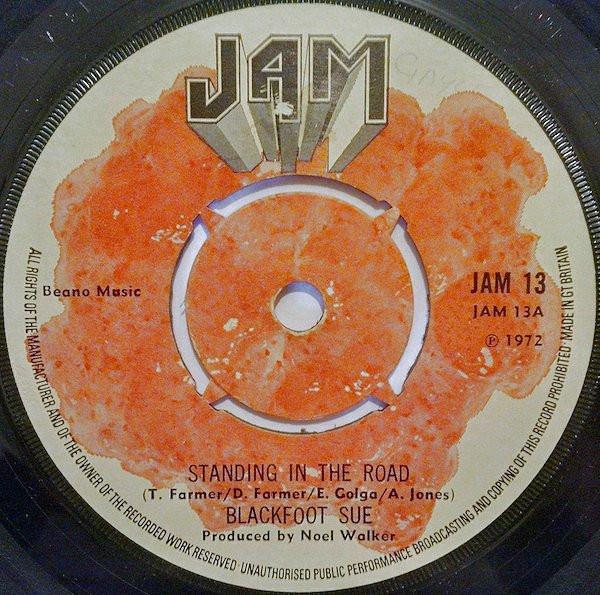 JAM
Beano Music
JAM 13
JAM 13A
℗ 1972
STANDING IN THE ROAD
(T. Farmer/D. Farmer/E. Golga/A. Jones)
BLACKFOOT SUE
Produced by Noel Walker
ALL RIGHTS OF THE MANUFACTURER AND OF THE OWNER OF THE RECORDED WORK RESERVED · UNAUTHORISED PUBLIC PERFORMANCE BROADCASTING AND COPYING OF THIS RECORD PROHIBITED · MADE IN GT BRITAIN